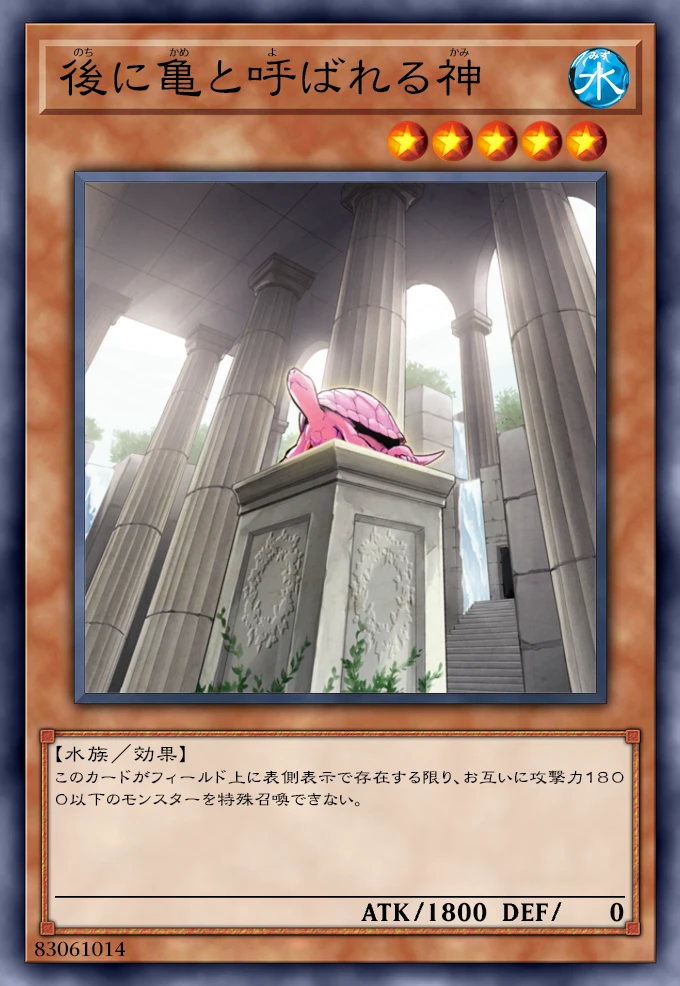 後に亀と呼ばれる神
のち かめ よ かみ
水
みず
【水族／効果】
このカードがフィールド上に表側表示で存在する限り、お互いに攻撃力１８０
０以下のモンスターを特殊召喚できない。
ATK/1800 DEF/ 0
83061014